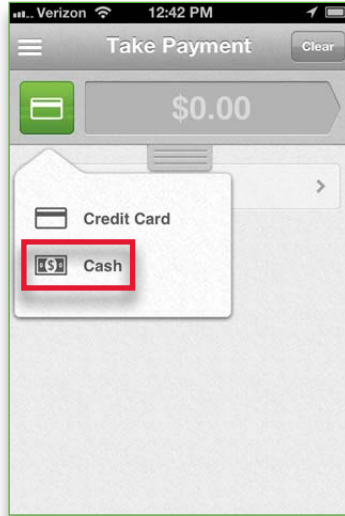 Verizon 12:42 PM
Take Payment Clear
$0.00
Credit Card
$ Cash